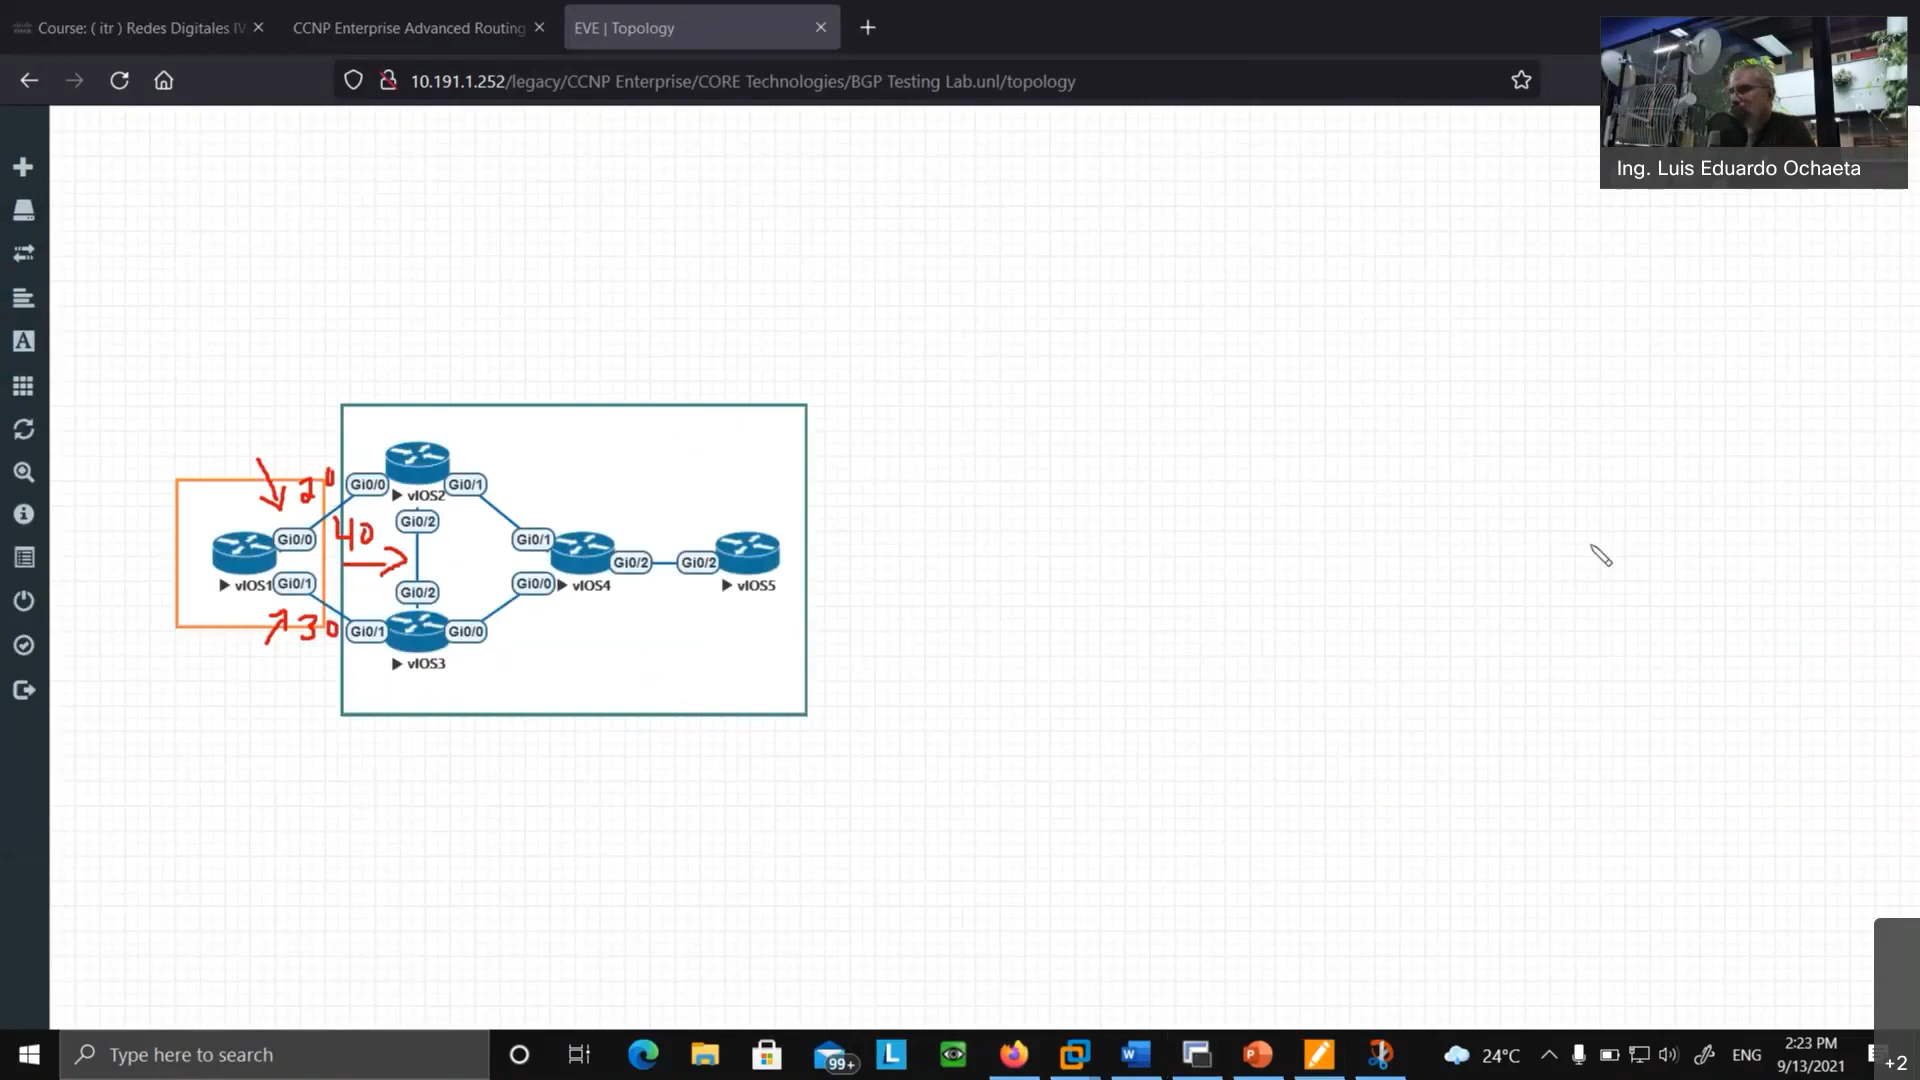 Course: ( itr ) Redes Digitales IV
CCNP Enterprise Advanced Routing
EVE | Topology
10.191.1.252/legacy/CCNP Enterprise/CORE Technologies/BGP Testing Lab.unl/topology
Ing. Luis Eduardo Ochaeta
A
20
Gi0/0
vIOS2
Gi0/1
Gi0/2
40
Gi0/0
vIOS1
Gi0/1
Gi0/1
vIOS4
Gi0/0
Gi0/2
Gi0/2
vIOS5
Gi0/2
30
Gi0/1
Gi0/0
vIOS3
Type here to search
99+
L
24°C
ENG
2:23 PM
9/13/2021
+2